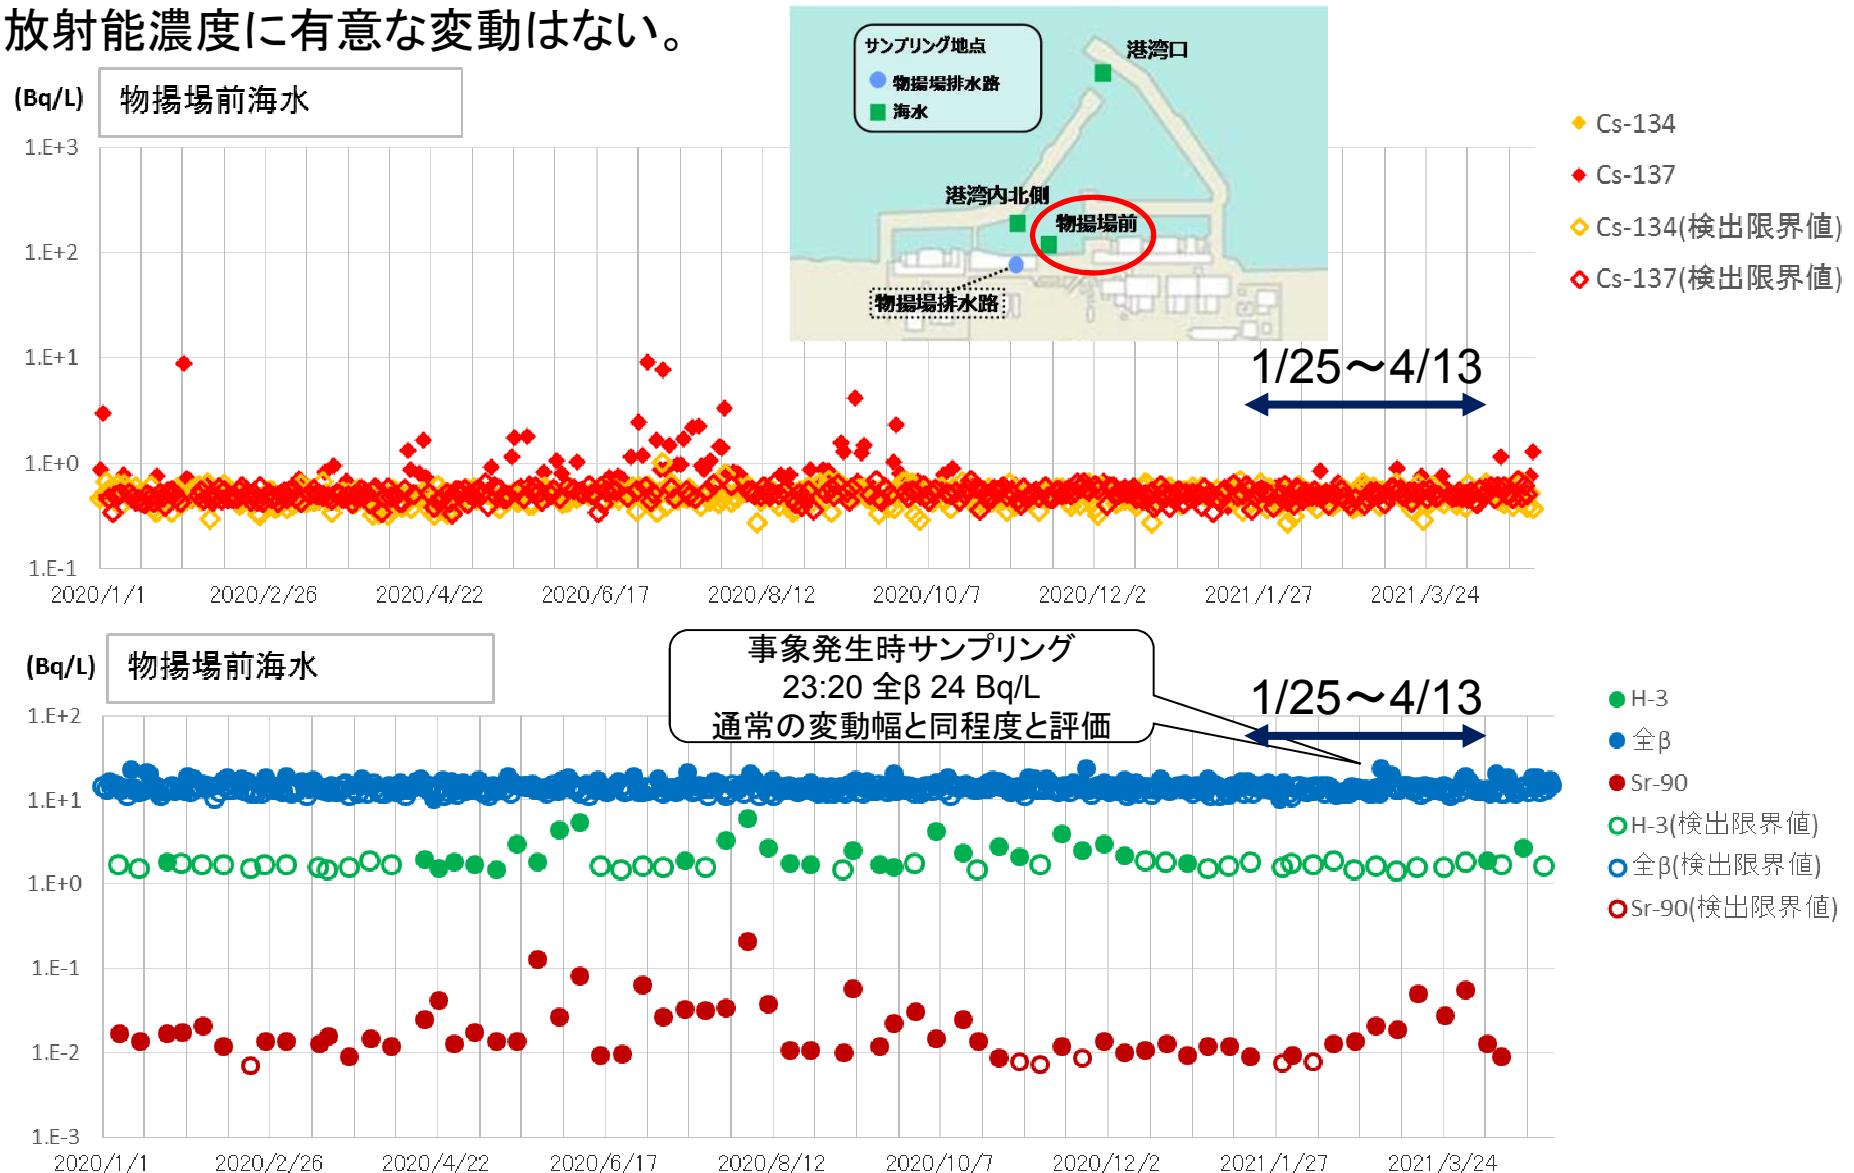 放射能濃度に有意な変動はない。
(Bq/L)
物揚場前海水
サンプリング地点
物揚場排水路
海水
港湾口
港湾内北側
物揚場前
物揚場排水路
Cs-134
Cs-137
Cs-134(検出限界値)
Cs-137(検出限界値)
1/25～4/13
1.E+3
1.E+2
1.E+1
1.E+0
1.E-1
2020/1/1 2020/2/26 2020/4/22 2020/6/17 2020/8/12 2020/10/7 2020/12/2 2021/1/27 2021/3/24
(Bq/L)
物揚場前海水
事象発生時サンプリング
23:20 全β 24 Bq/L
通常の変動幅と同程度と評価
1/25～4/13
H-3
全β
Sr-90
H-3(検出限界値)
全β(検出限界値)
Sr-90(検出限界値)
1.E+2
1.E+1
1.E+0
1.E-1
1.E-2
1.E-3
2020/1/1 2020/2/26 2020/4/22 2020/6/17 2020/8/12 2020/10/7 2020/12/2 2021/1/27 2021/3/24